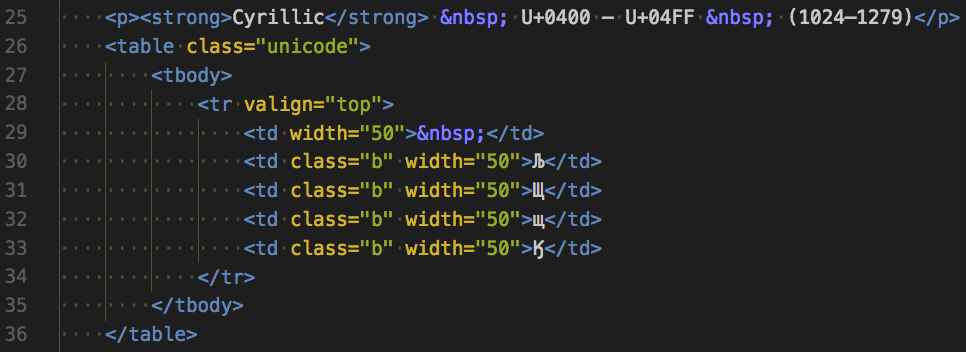 25 <p><strong>Cyrillic</strong> &nbsp; U+0400 – U+04FF &nbsp; (1024–1279)</p>
26 <table class="unicode">
27 <tbody>
28 <tr valign="top">
29 <td width="50">&nbsp;</td>
30 <td class="b" width="50">Љ</td>
31 <td class="b" width="50">Щ</td>
32 <td class="b" width="50">щ</td>
33 <td class="b" width="50">Ӄ</td>
34 </tr>
35 </tbody>
36 </table>